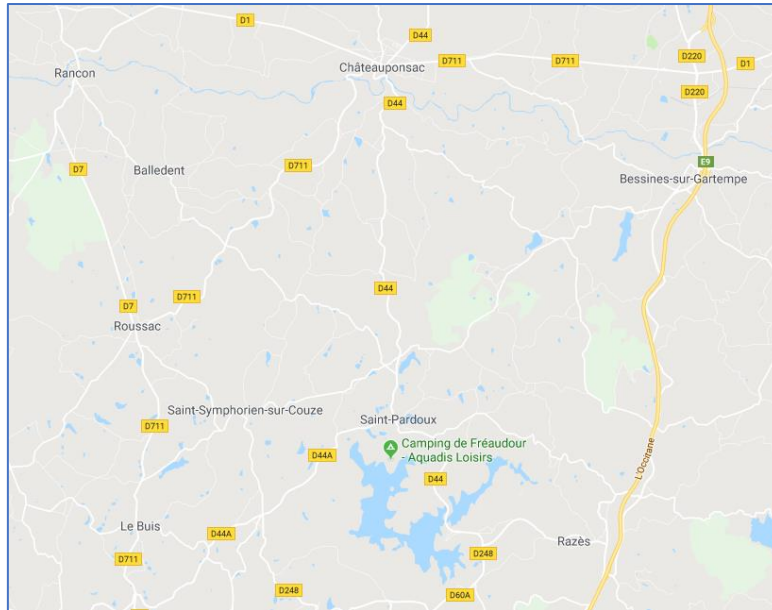 D1
D44
Châteauponsac
D711
D711
D220
D1
Rancon
D220
D44
E9
D7
Balledent
D711
Bessines-sur-Gartempe
D44
D711
D7
Roussac
Saint-Symphorien-sur-Couze
Saint-Pardoux
D711
Camping de Fréaudour
- Aquadis Loisirs
D44A
L'Occitane
D44
Le Buis
D44A
Razès
D248
D711
D248
D60A